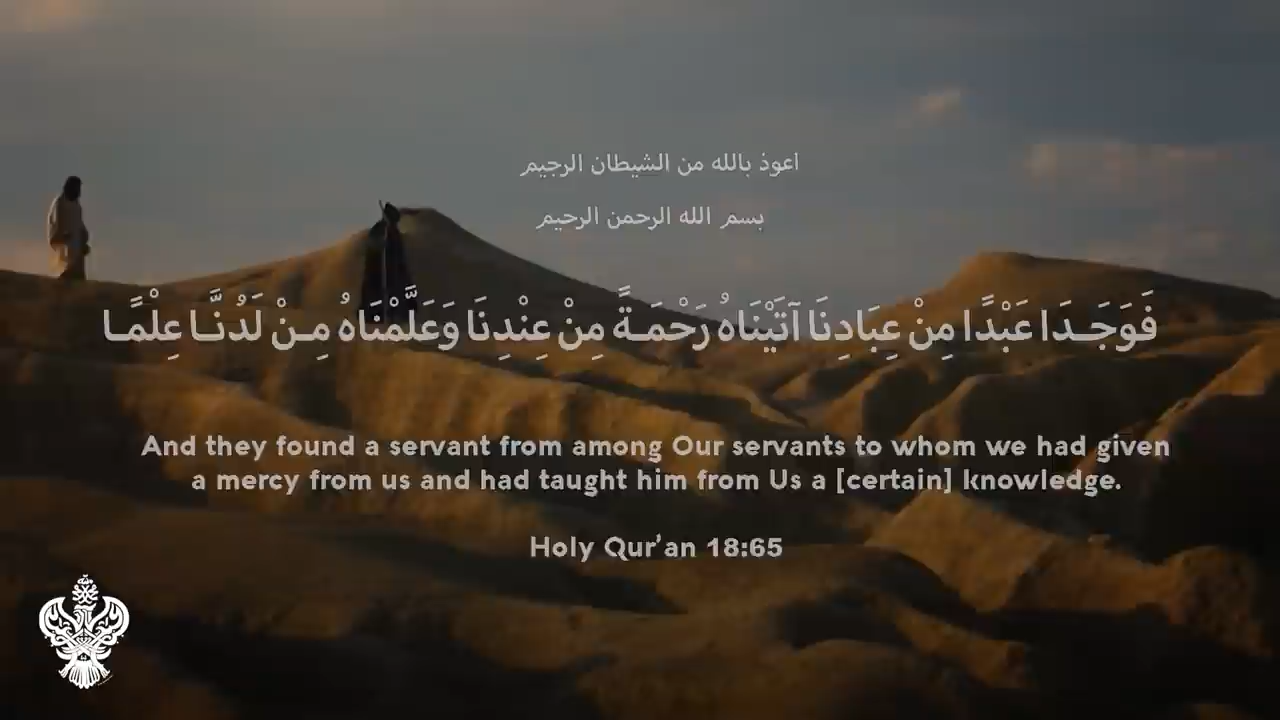 اعوذ بالله من الشيطان الرجيم
بسم الله الرحمن الرحيم
فَوَجَدَا عَبْدًا مِنْ عِبَادِنَا آتَيْنَاهُ رَحْمَةً مِنْ عِنْدِنَا وَعَلَّمْنَاهُ مِنْ لَدُنَّا عِلْمًا
And they found a servant from among Our servants to whom we had given
a mercy from us and had taught him from Us a [certain] knowledge.
Holy Qur'an 18:65